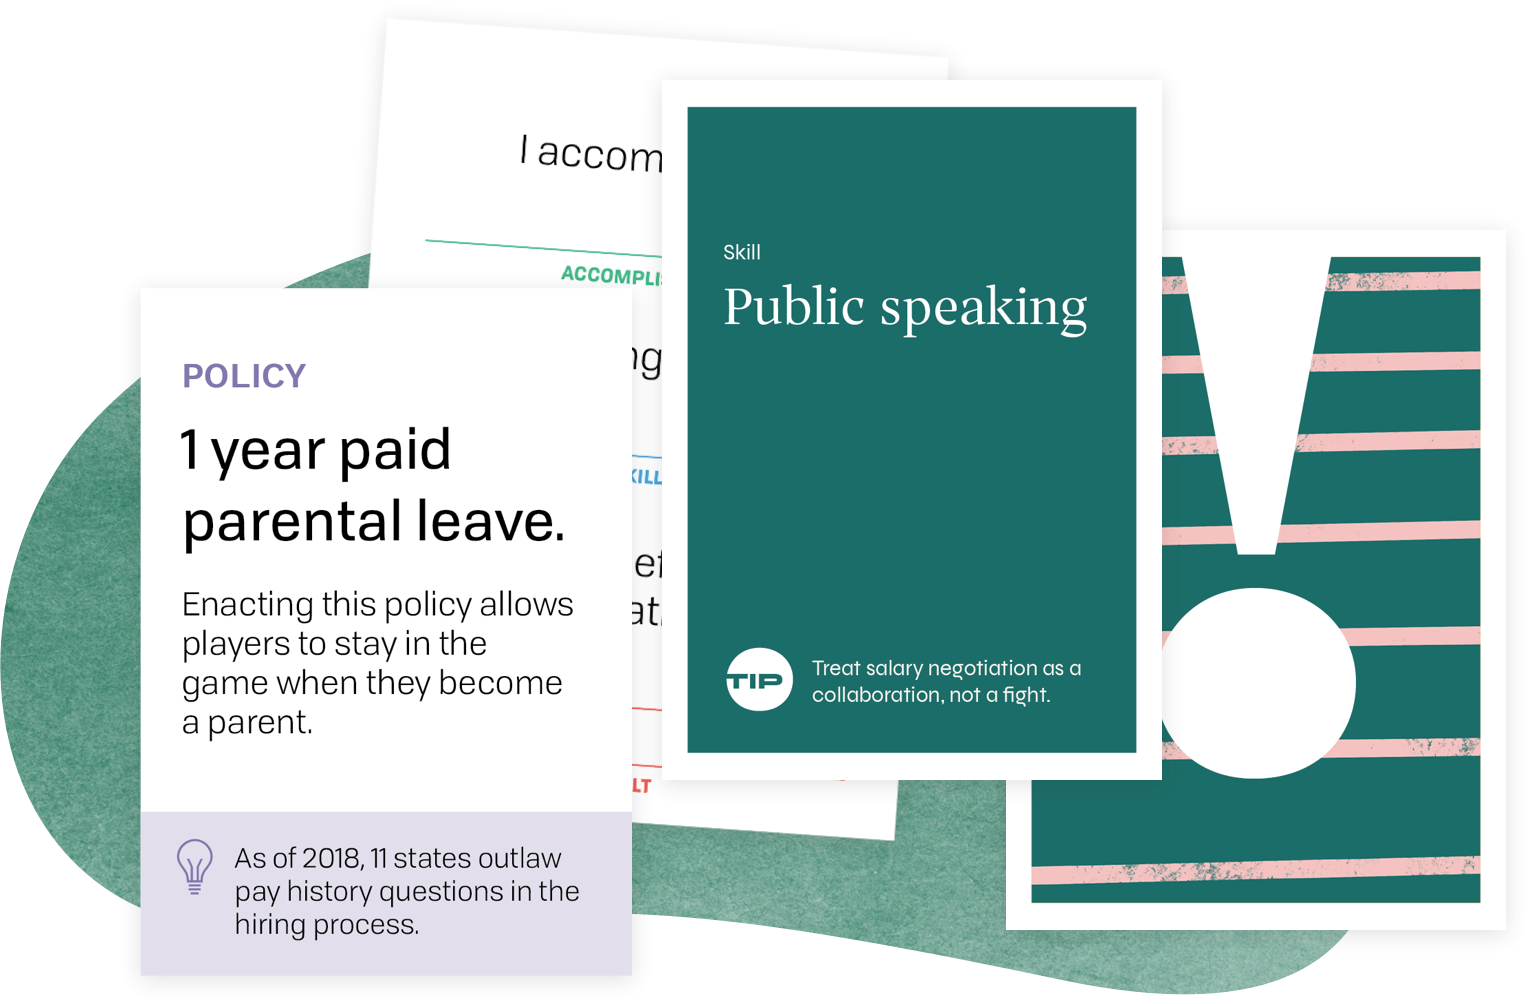 POLICY
1 year paid
parental leave.
Enacting this policy allows
players to stay in the
game when they become
a parent.
As of 2018, 11 states outlaw
pay history questions in the
hiring process.
I accom
ACCOMPLIS
Skill
Public speaking
TIP
Treat salary negotiation as a
collaboration, not a fight.
!